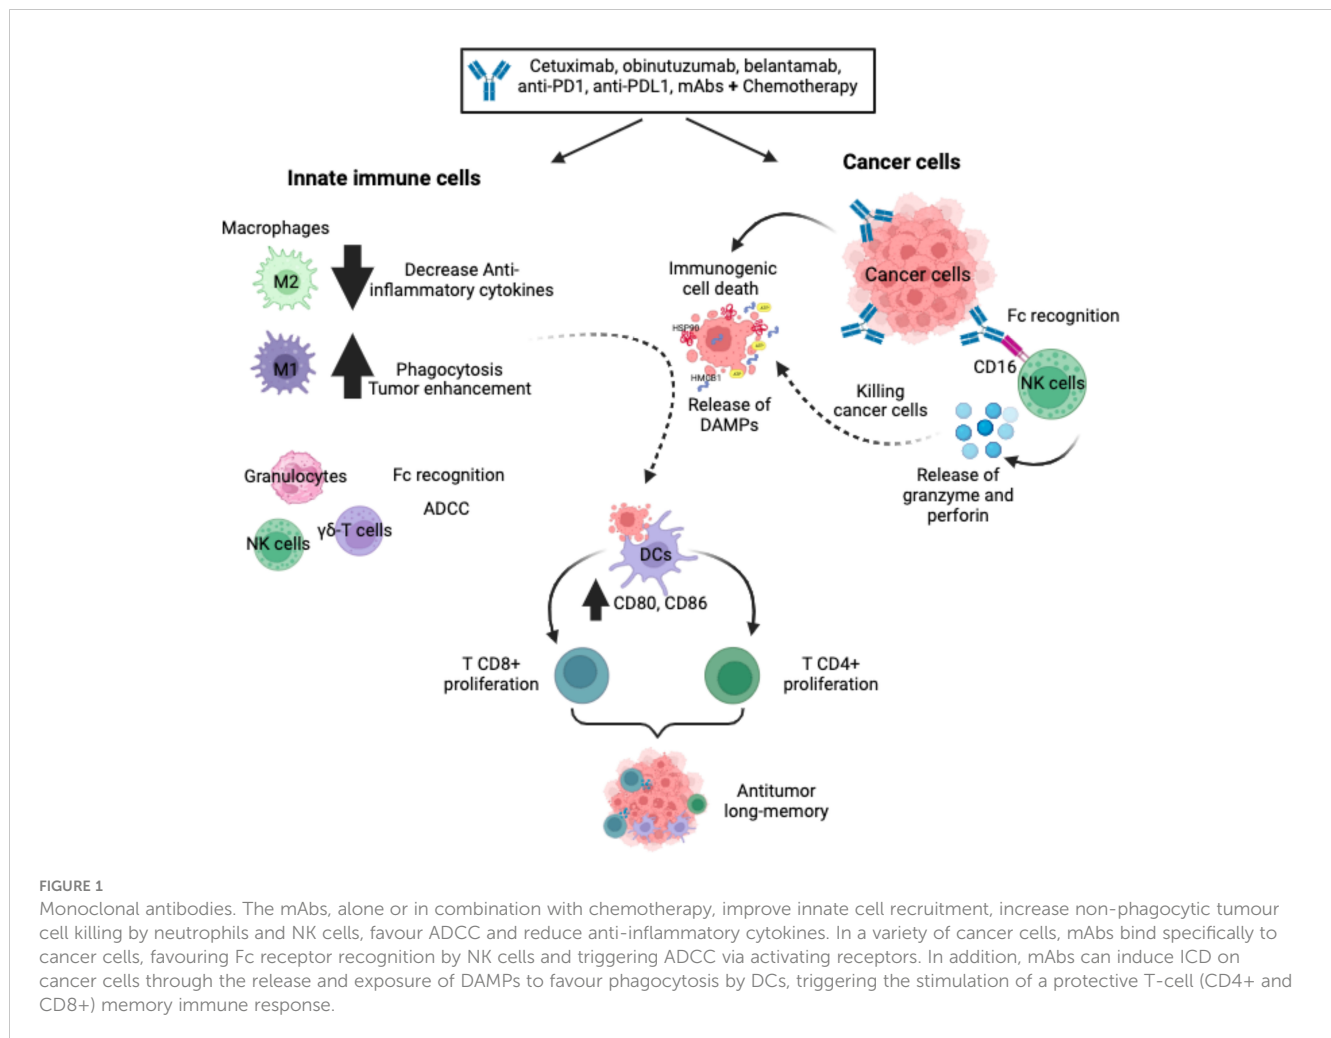 Cetuximab, obinutuzumab, belantamab,
anti-PD1, anti-PDL1, mAbs + Chemotherapy
Innate immune cells
Cancer cells
Macrophages
M2
Decrease Anti-
inflammatory cytokines
M1
Phagocytosis
Tumor enhancement
Granulocytes
γδ-T cells
NK cells
Fc recognition
ADCC
Immunogenic
cell death
HSP90
HMGB1
ATP
ATP
ATP
Release of
DAMPs
Cancer cells
Fc recognition
CD16
NK cells
Killing
cancer cells
Release of
granzyme and
perforin
DCs
CD80, CD86
T CD8+
proliferation
T CD4+
proliferation
Antitumor
long-memory
FIGURE 1
Monoclonal antibodies. The mAbs, alone or in combination with chemotherapy, improve innate cell recruitment, increase non-phagocytic tumour
cell killing by neutrophils and NK cells, favour ADCC and reduce anti-inflammatory cytokines. In a variety of cancer cells, mAbs bind specifically to
cancer cells, favouring Fc receptor recognition by NK cells and triggering ADCC via activating receptors. In addition, mAbs can induce ICD on
cancer cells through the release and exposure of DAMPs to favour phagocytosis by DCs, triggering the stimulation of a protective T-cell (CD4+ and
CD8+) memory immune response.